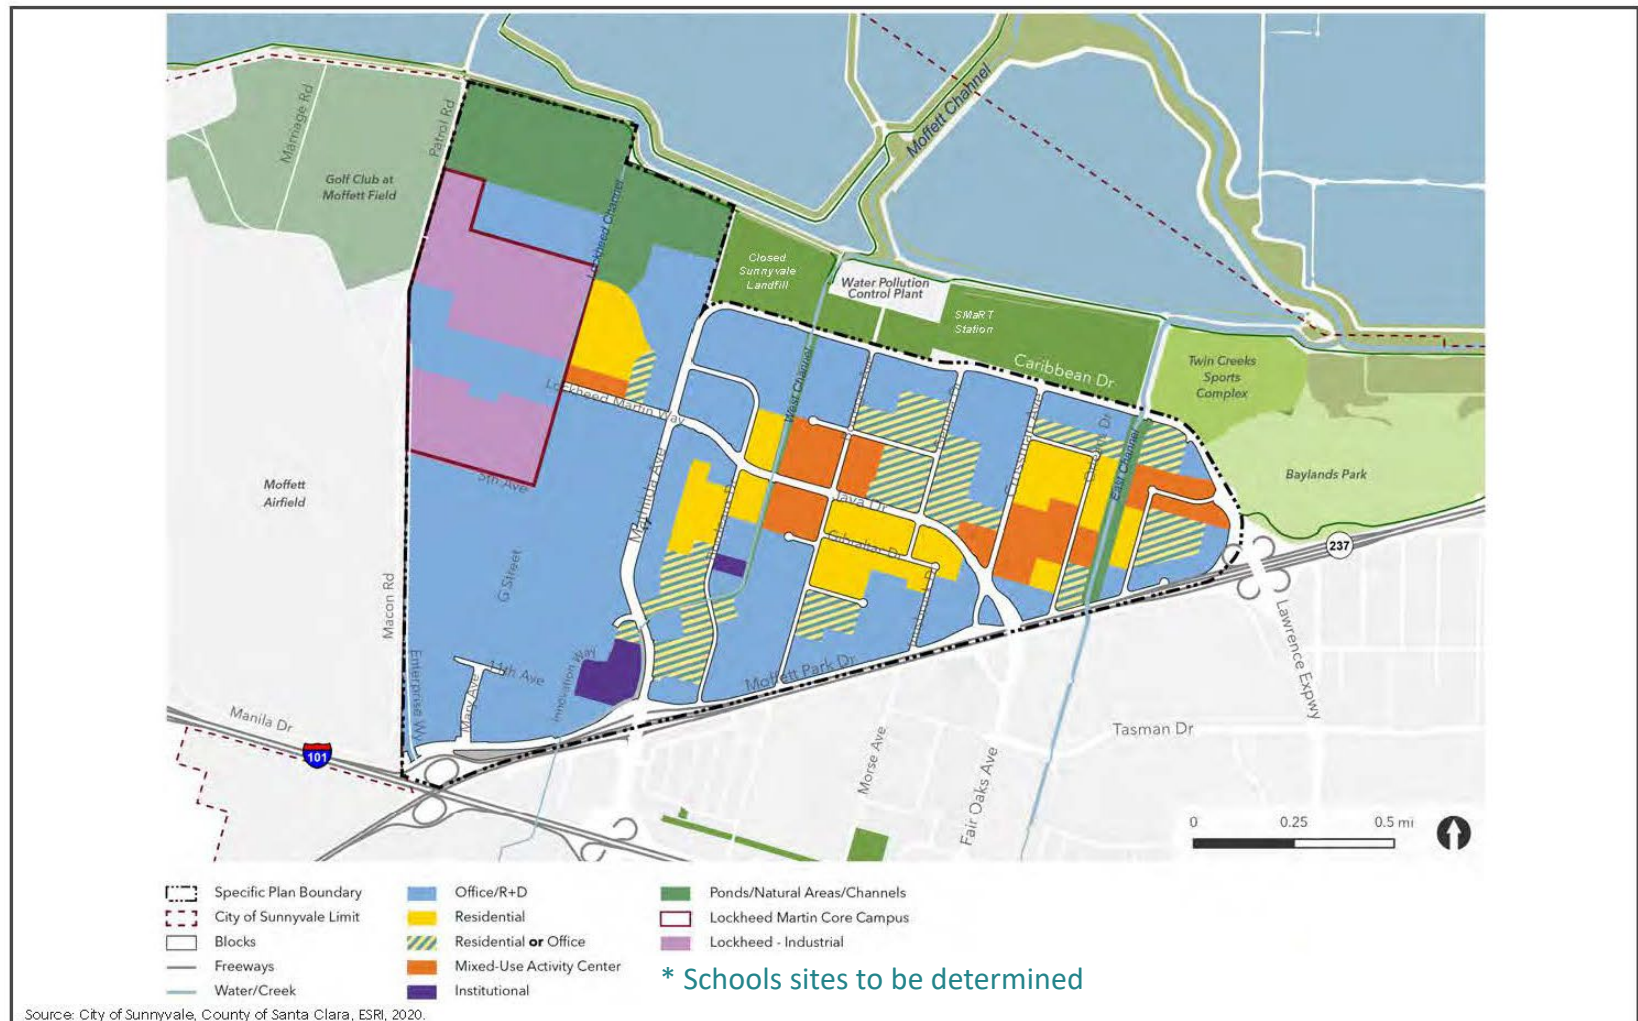 Moffett Channel
Marriage Rd
Patrol Rd
Golf Club at
Moffett Field
Lockheed Channel
Closed
Sunnyvale
Landfill
Water Pollution
Control Plant
SMaRT
Station
Caribbean Dr
Twin Creeks
Sports
Complex
Baylands Park
Lockheed Martin Way
West Channel
Mathilda Ave
East Channel
Java Dr
Gibraltar Dr
5th Ave
Moffett
Airfield
G Street
Macon Rd
237
Enterprise Wy
11th Ave
Mary Ave
Innovation Way
Moffett Park Dr
Manila Dr
101
Morse Ave
Fair Oaks Ave
Tasman Dr
Lawrence Expwy
0 0.25 0.5 mi
Specific Plan Boundary
City of Sunnyvale Limit
Blocks
Freeways
Water/Creek
Office/R+D
Residential
Residential or Office
Mixed-Use Activity Center
Institutional
Ponds/Natural Areas/Channels
Lockheed Martin Core Campus
Lockheed - Industrial
* Schools sites to be determined
Source: City of Sunnyvale, County of Santa Clara, ESRI, 2020.